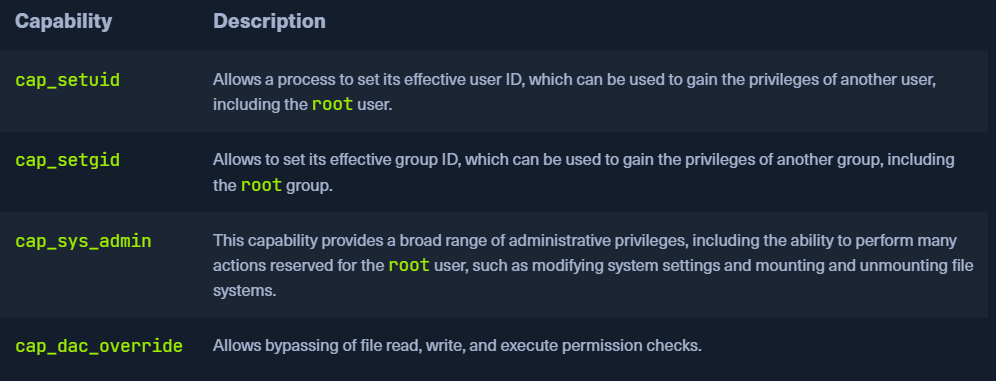 Capability Description
cap_setuid Allows a process to set its effective user ID, which can be used to gain the privileges of another user,
including the root user.
cap_setgid Allows to set its effective group ID, which can be used to gain the privileges of another group, including
the root group.
cap_sys_admin This capability provides a broad range of administrative privileges, including the ability to perform many
actions reserved for the root user, such as modifying system settings and mounting and unmounting file
systems.
cap_dac_override Allows bypassing of file read, write, and execute permission checks.